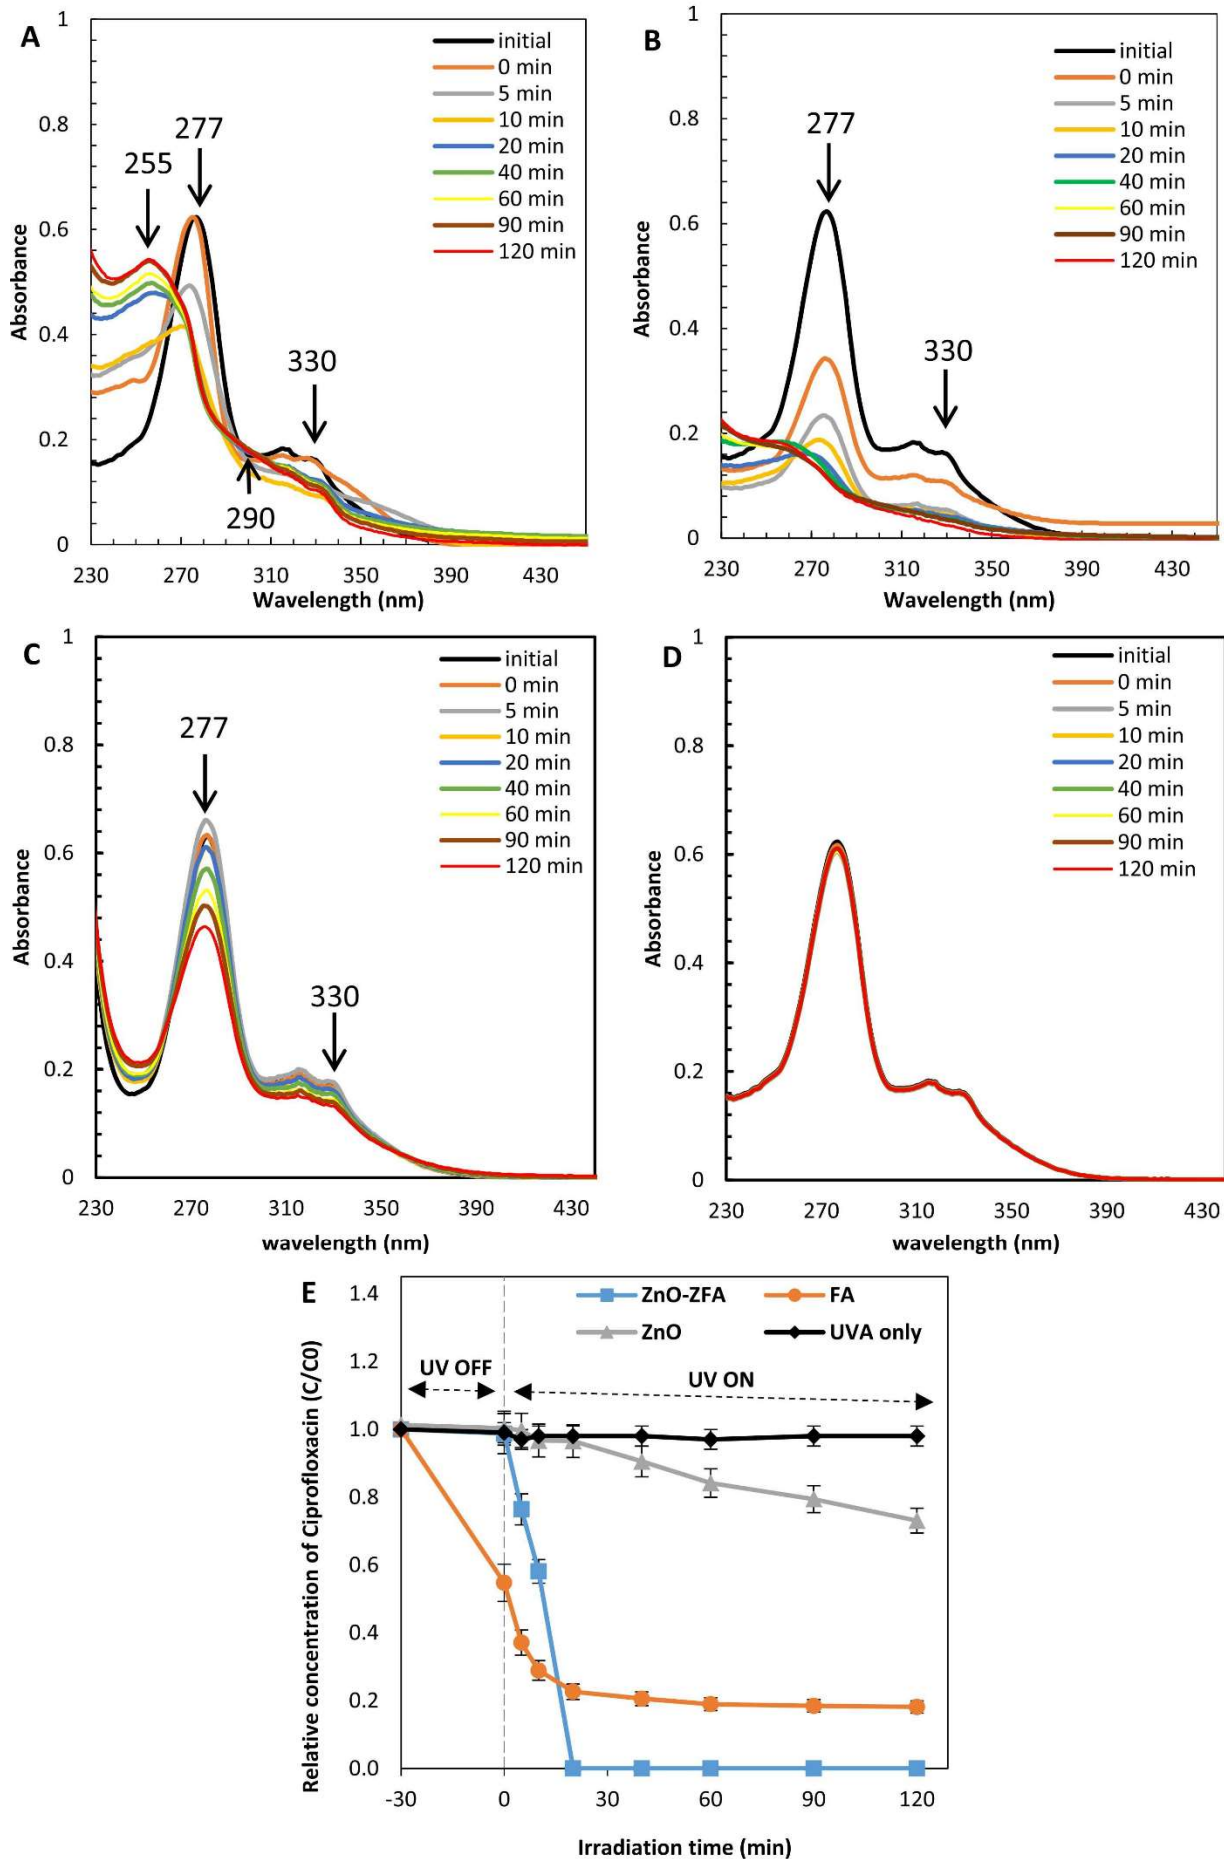 A
1
0.8
0.6
0.4
0.2
0
Absorbance
277
255
330
290
initial
0 min
5 min
10 min
20 min
40 min
60 min
90 min
120 min
230 270 310 350 390 430
Wavelength (nm)
B
1
0.8
0.6
0.4
0.2
0
Absorbance
277
330
initial
0 min
5 min
10 min
20 min
40 min
60 min
90 min
120 min
230 270 310 350 390 430
Wavelength (nm)
C
1
0.8
0.6
0.4
0.2
0
Absorbance
277
330
initial
0 min
5 min
10 min
20 min
40 min
60 min
90 min
120 min
230 270 310 350 390 430
wavelength (nm)
D
1
0.8
0.6
0.4
0.2
0
Absorbance
initial
0 min
5 min
10 min
20 min
40 min
60 min
90 min
120 min
230 270 310 350 390 430
wavelength (nm)
E
ZnO-ZFA FA
ZnO UVA only
UV OFF UV ON
1.4
1.2
1.0
0.8
0.6
0.4
0.2
0.0
Relative concentration of Ciprofloxacin (C/C0)
-30 0 30 60 90 120
Irradiation time (min)